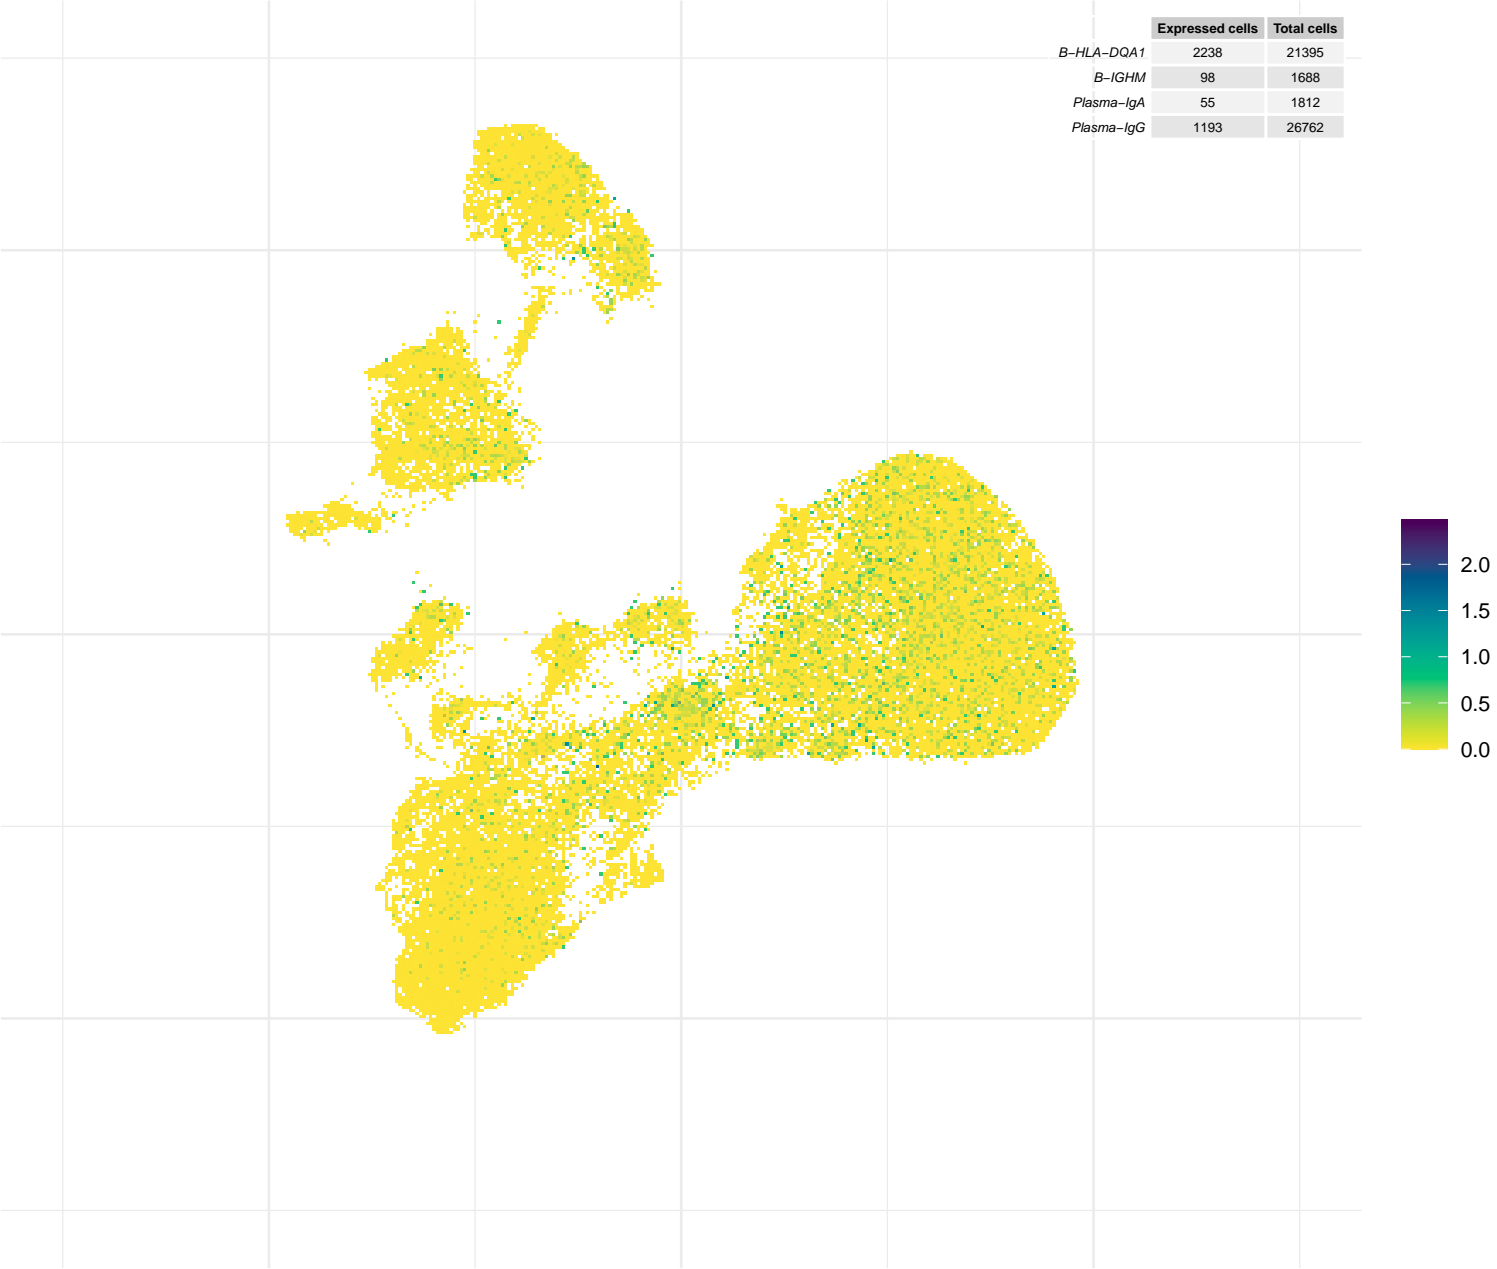 Expressed cells Total cells
B−HLA−DQA1 2238 21395
B−IGHM 98 1688
Plasma−IgA 55 1812
Plasma−IgG 1193 26762
2.0
1.5
1.0
0.5
0.0